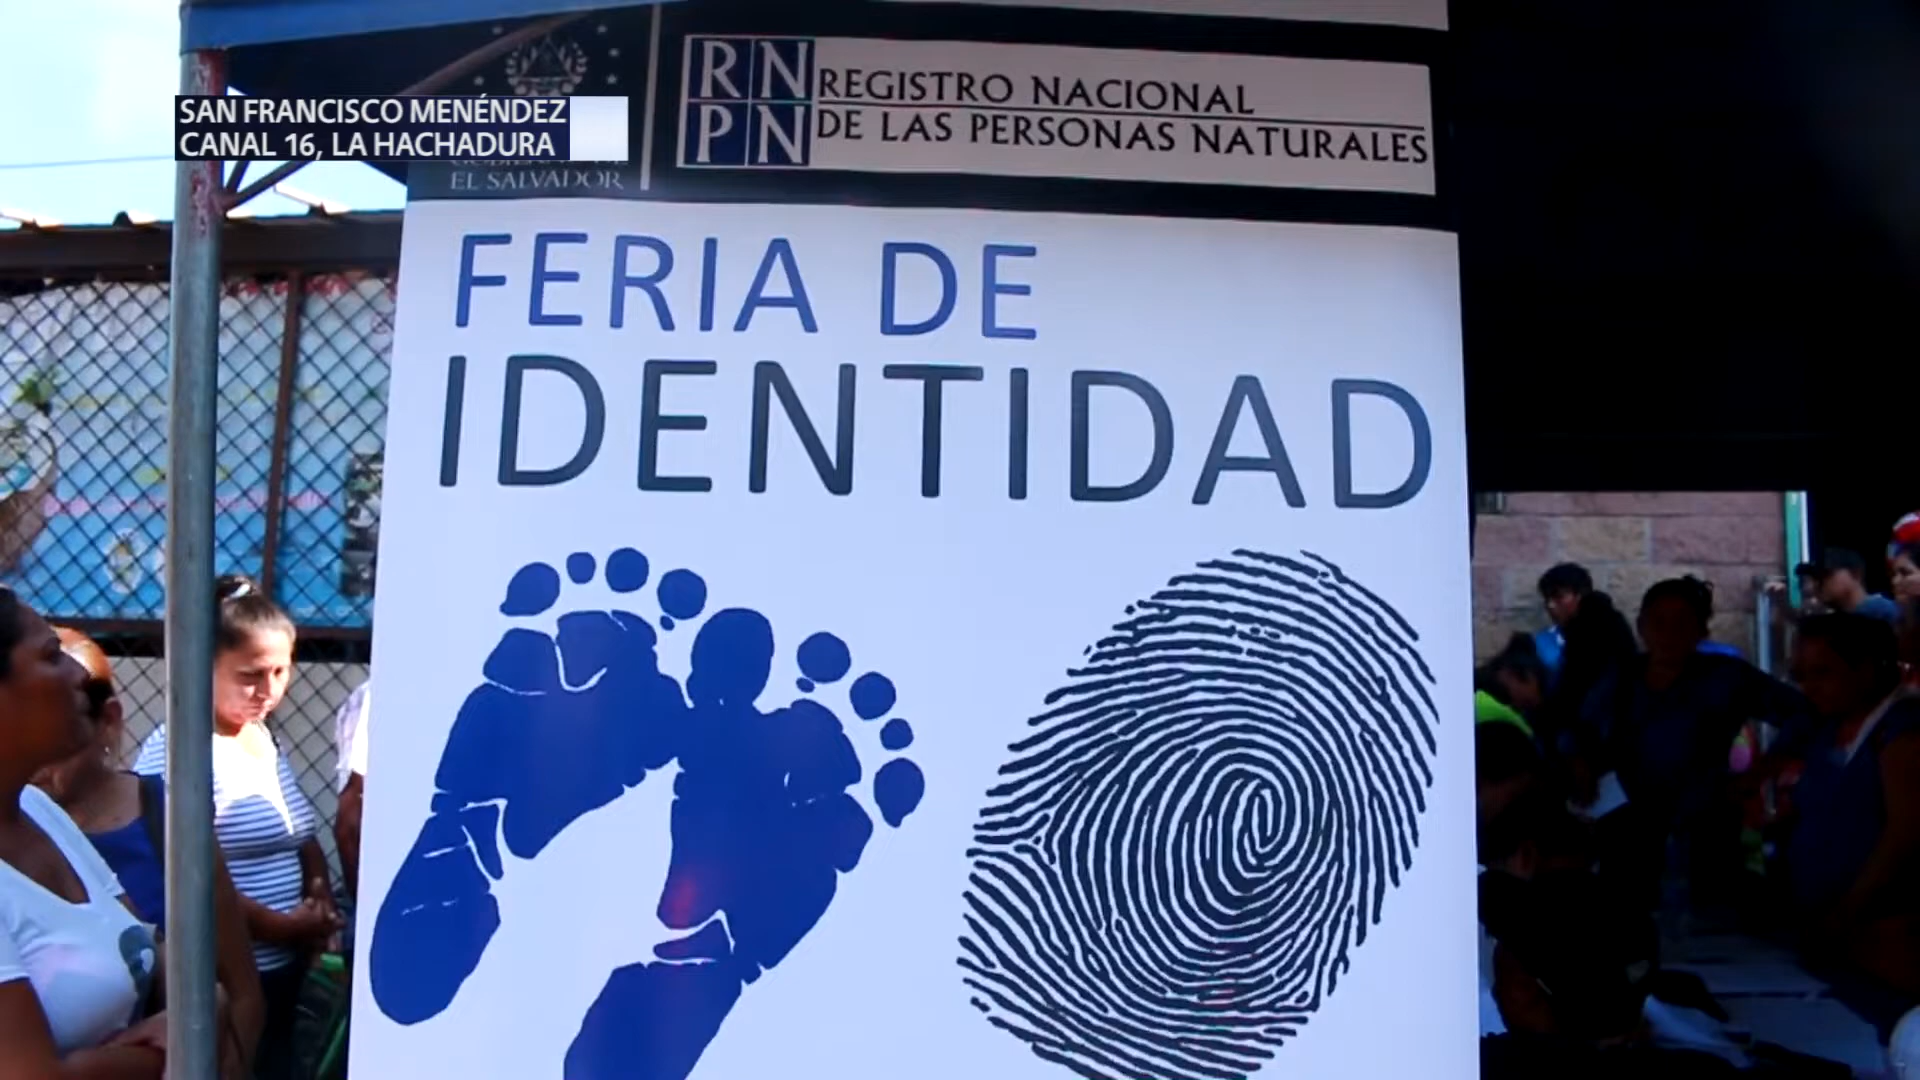 SAN FRANCISCO MENÉNDEZ
CANAL 16, LA HACHADURA
EL SALVADOR
RN
PN
REGISTRO NACIONAL
DE LAS PERSONAS NATURALES
FERIA DE
IDENTIDAD